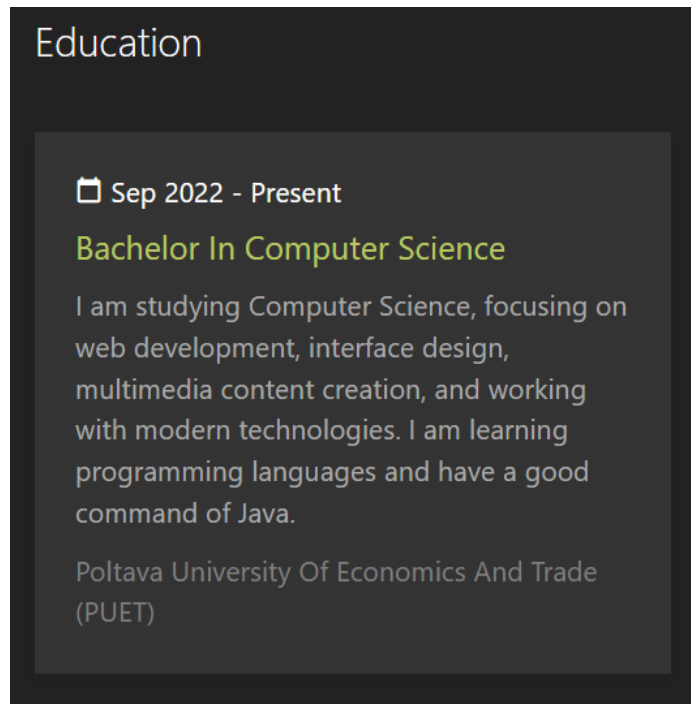 Education
Sep 2022 - Present
Bachelor In Computer Science
I am studying Computer Science, focusing on
web development, interface design,
multimedia content creation, and working
with modern technologies. I am learning
programming languages and have a good
command of Java.
Poltava University Of Economics And Trade
(PUET)